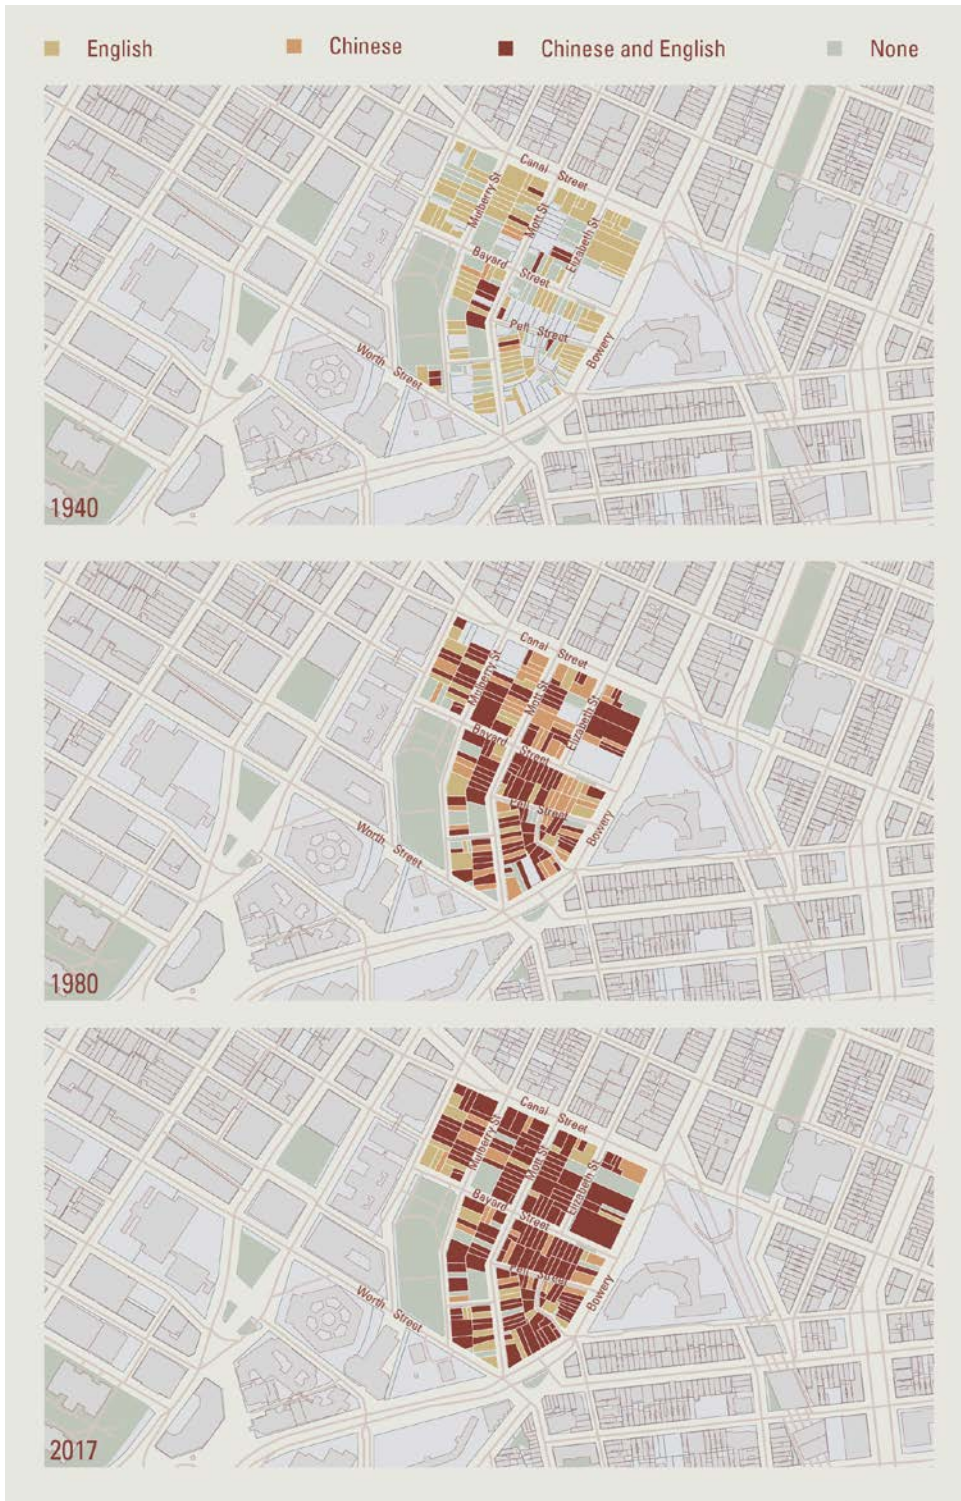 English
Chinese
Chinese and English
None
Canal Street
Mulberry St
Mott St
Elizabeth St
Bayard Street
Pell Street
Worth Street
Bowery
1940
Canal Street
Mulberry St
Mott St
Elizabeth St
Bayard Street
Pell Street
Worth Street
Bowery
1980
Canal Street
Mulberry St
Mott St
Elizabeth St
Bayard Street
Pell Street
Worth Street
Bowery
2017